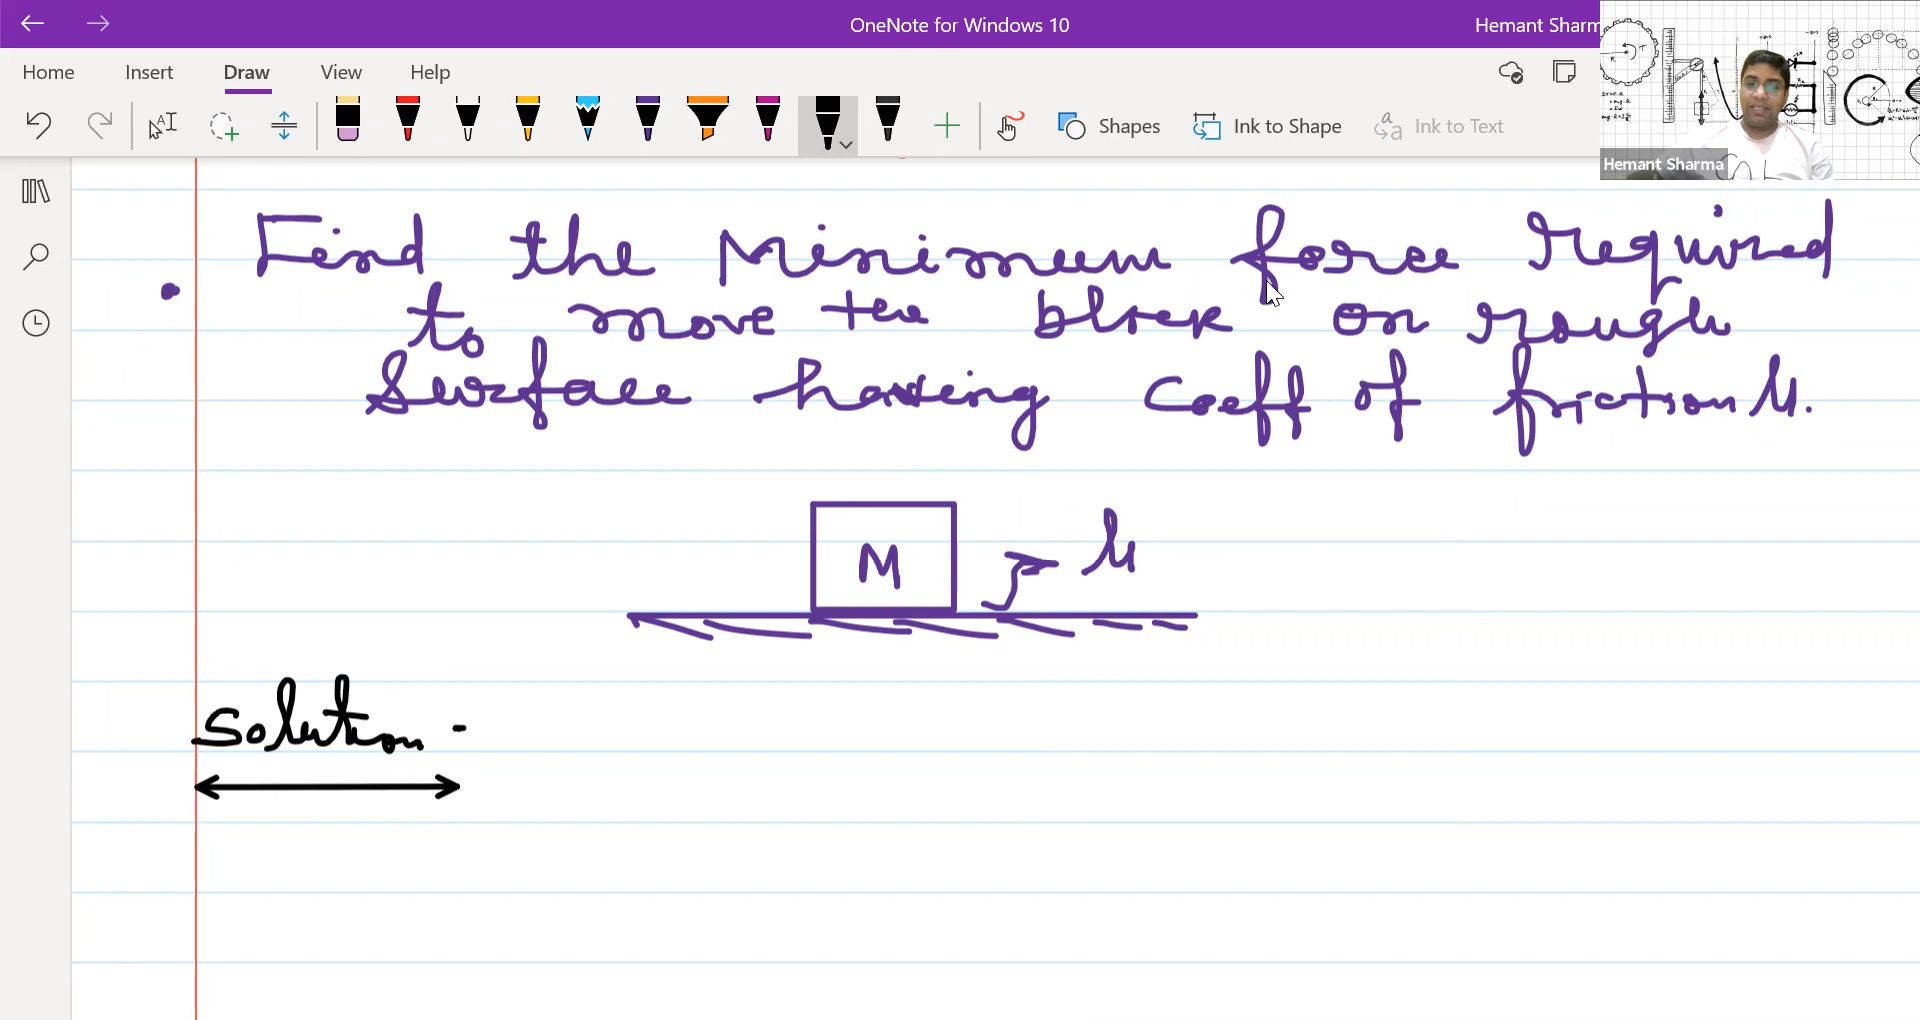 OneNote for Windows 10
Hemant Sharm
Home Insert Draw View Help
Shapes Ink to Shape Ink to Text
Hemant Sharma
Find the Minimum force required
to move the block on rough
Surface having Coeff of friction μ.
M
μ
Solution -